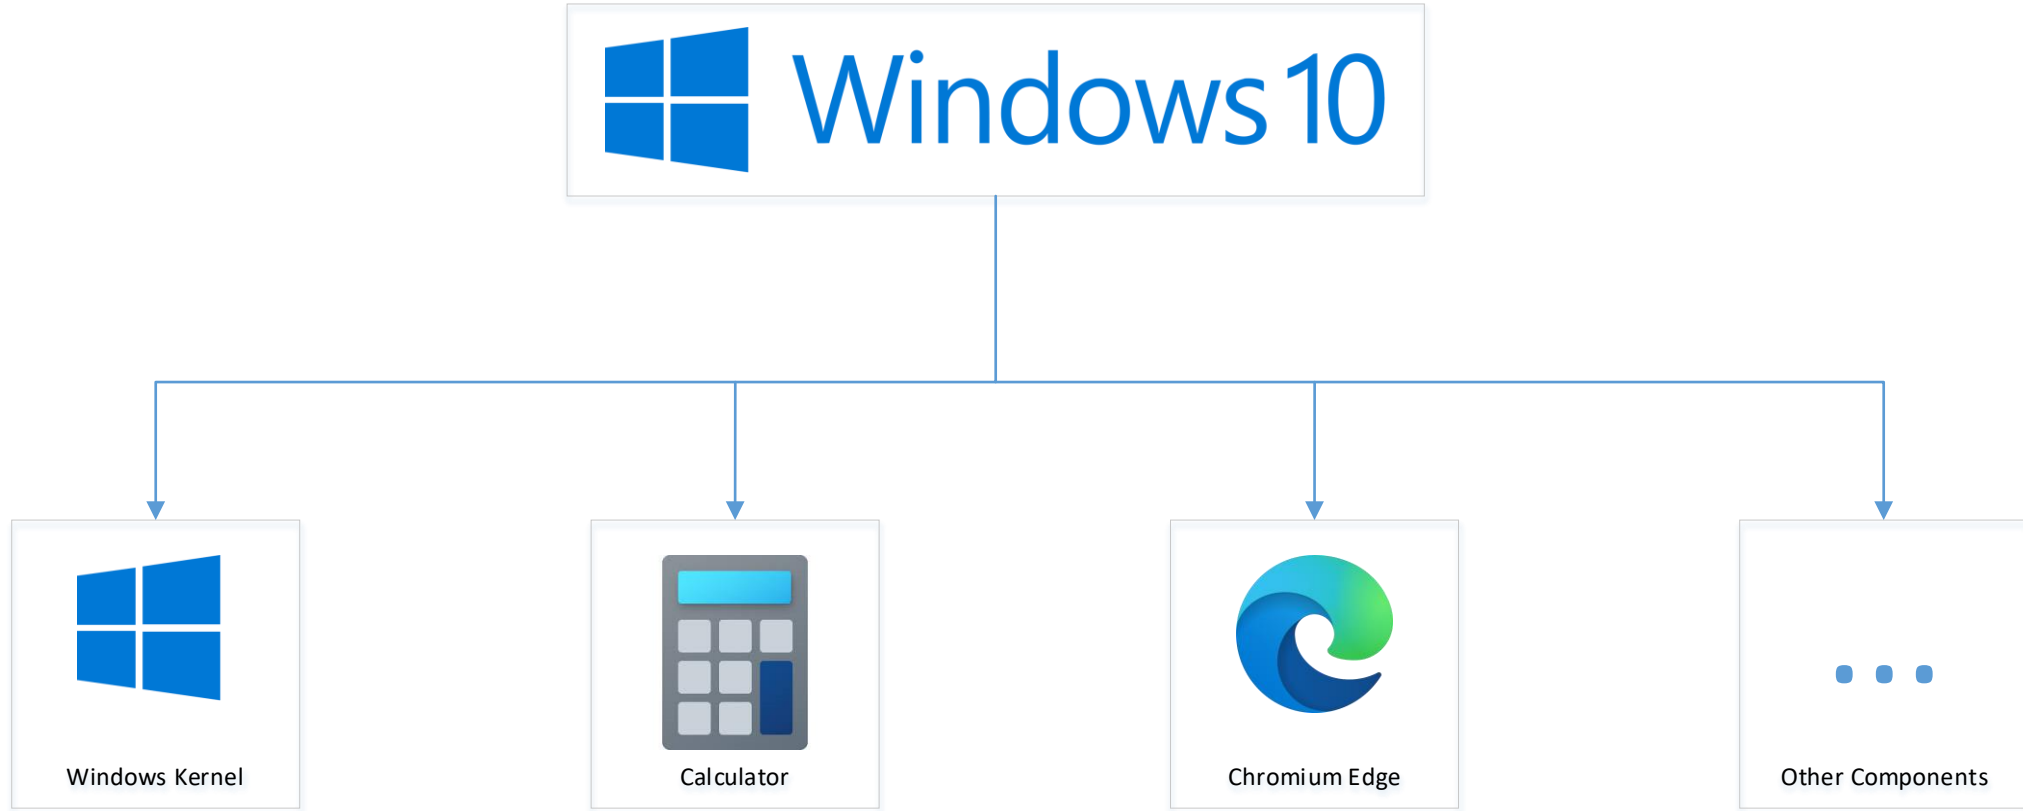 Windows 10
Windows Kernel
Calculator
Chromium Edge
Other Components